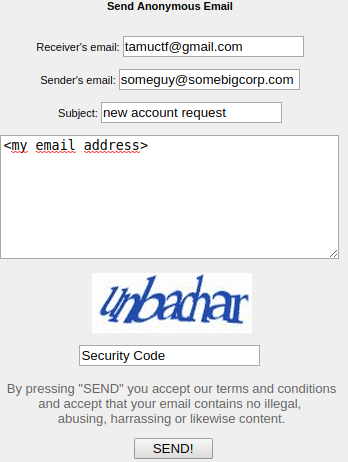 Send Anonymous Email
Receiver's email: tamuctf@gmail.com
Sender's email: someguy@somebigcorp.com
Subject: new account request
<my email address>
unbachar
Security Code
By pressing "SEND" you accept our terms and conditions
and accept that your email contains no illegal,
abusing, harrassing or likewise content.
SEND!